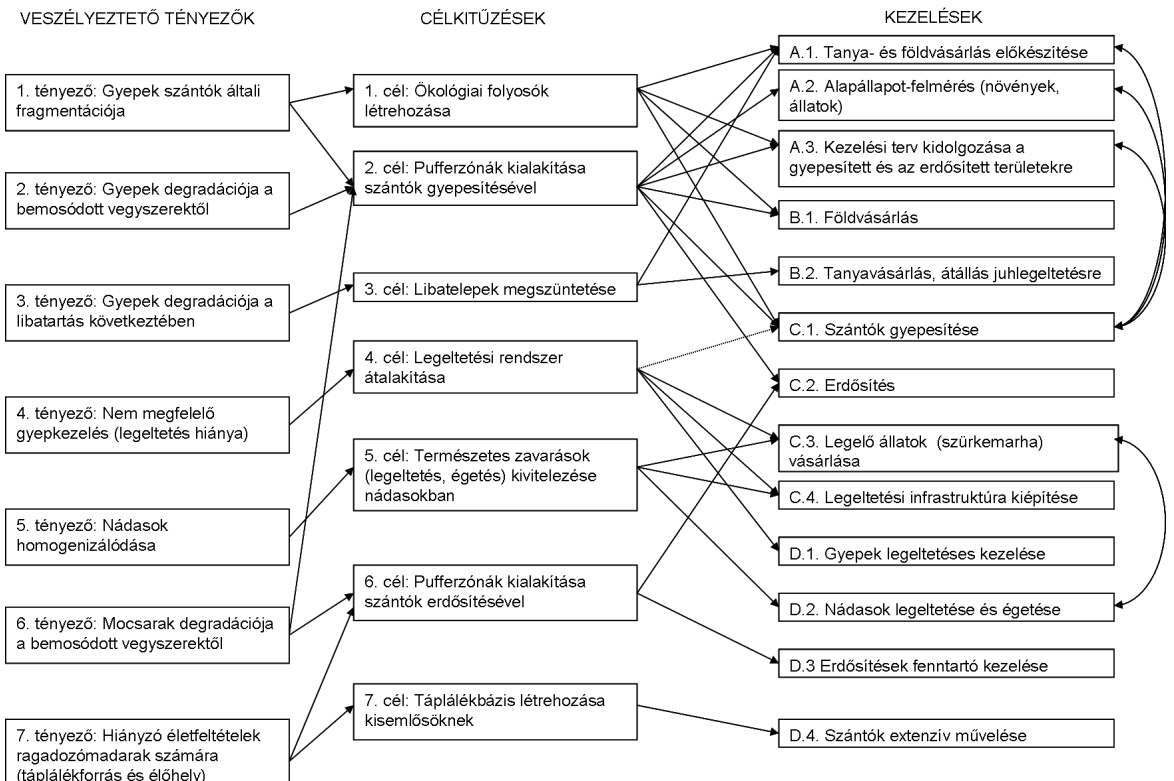 VESZÉLYEZTETŐ TÉNYEZŐK
1. tényező: Gyepek szántók általi
fragmentációja
2. tényező: Gyepek degradációja a
bemosódott vegyszerektől
3. tényező: Gyepek degradációja a
libatartás következtében
4. tényező: Nem megfelelő
gyepkezelés (legeltetés hiánya)
5. tényező: Nádasok
homogenizálódása
6. tényező: Mocsarak degradációja
a bemosódott vegyszerektől
7. tényező: Hiányzó életfeltételek
ragadozómadarak számára
(táplálékforrás és élőhely)
CÉLKITŰZÉSEK
1. cél: Ökológiai folyosók
létrehozása
2. cél: Pufferzónák kialakítása
szántók gyepesítésével
3. cél: Libatelepek megszüntetése
4. cél: Legeltetési rendszer
átalakítása
5. cél: Természetes zavarások
(legeltetés, égetés) kivitelezése
nádasokban
6. cél: Pufferzónák kialakítása
szántók erdősítésével
7. cél: Táplálékbázis létrehozása
kisemlősöknek
KEZELÉSEK
A.1. Tanya- és földvásárlás előkészítése
A.2. Alapállapot-felmérés (növények,
állatok)
A.3. Kezelési terv kidolgozása a
gyepesített és az erdősített területekre
B.1. Földvásárlás
B.2. Tanyavásárlás, átállás juhlegeltetésre
C.1. Szántók gyepesítése
C.2. Erdősítés
C.3. Legelő állatok (szürkemarha)
vásárlása
C.4. Legeltetési infrastruktúra kiépítése
D.1. Gyepek legeltetéses kezelése
D.2. Nádasok legeltetése és égetése
D.3 Erdősítések fenntartó kezelése
D.4. Szántók extenzív művelése